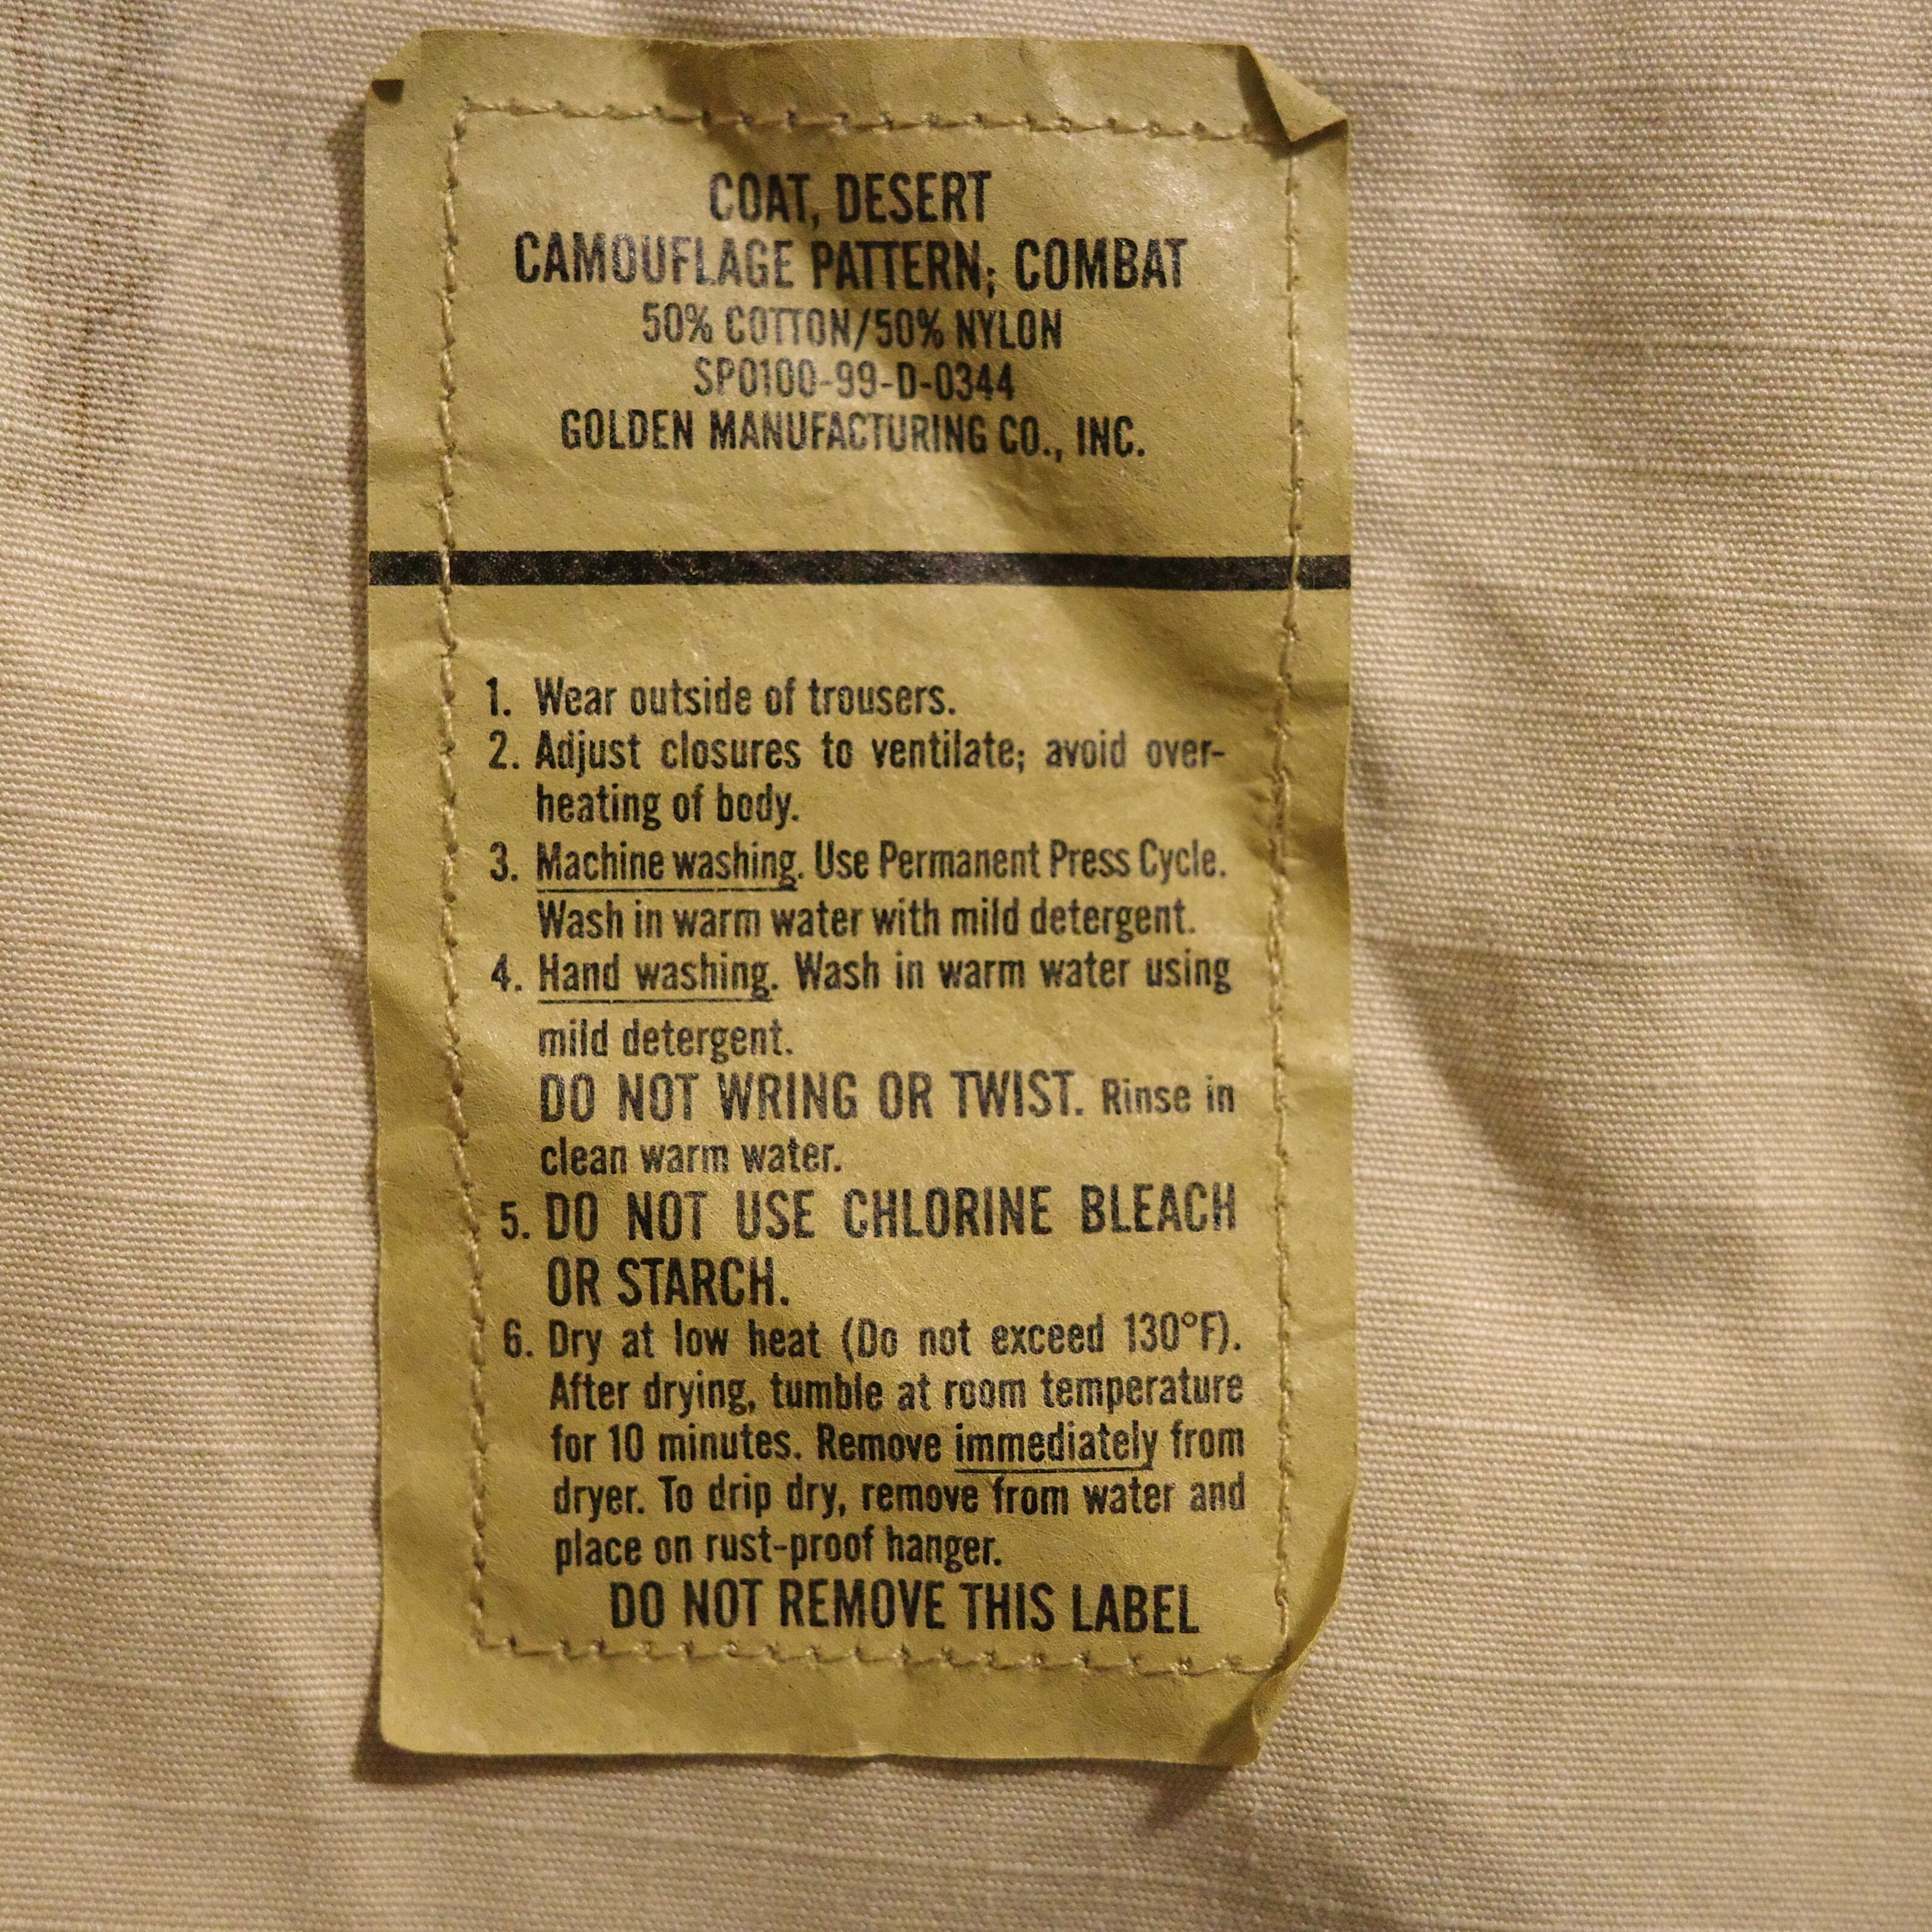 COAT, DESERT
CAMOUFLAGE PATTERN; COMBAT
50% COTTON/50% NYLON
SP0100-99-D-0344
GOLDEN MANUFACTURING CO., INC.
1. Wear outside of trousers.
2. Adjust closures to ventilate; avoid over-
heating of body.
3. Machine washing. Use Permanent Press Cycle.
Wash in warm water with mild detergent.
4. Hand washing. Wash in warm water using
mild detergent.
DO NOT WRING OR TWIST. Rinse in
clean warm water.
5. DO NOT USE CHLORINE BLEACH
OR STARCH.
6. Dry at low heat (Do not exceed 130°F).
After drying, tumble at room temperature
for 10 minutes. Remove immediately from
dryer. To drip dry, remove from water and
place on rust-proof hanger.
DO NOT REMOVE THIS LABEL